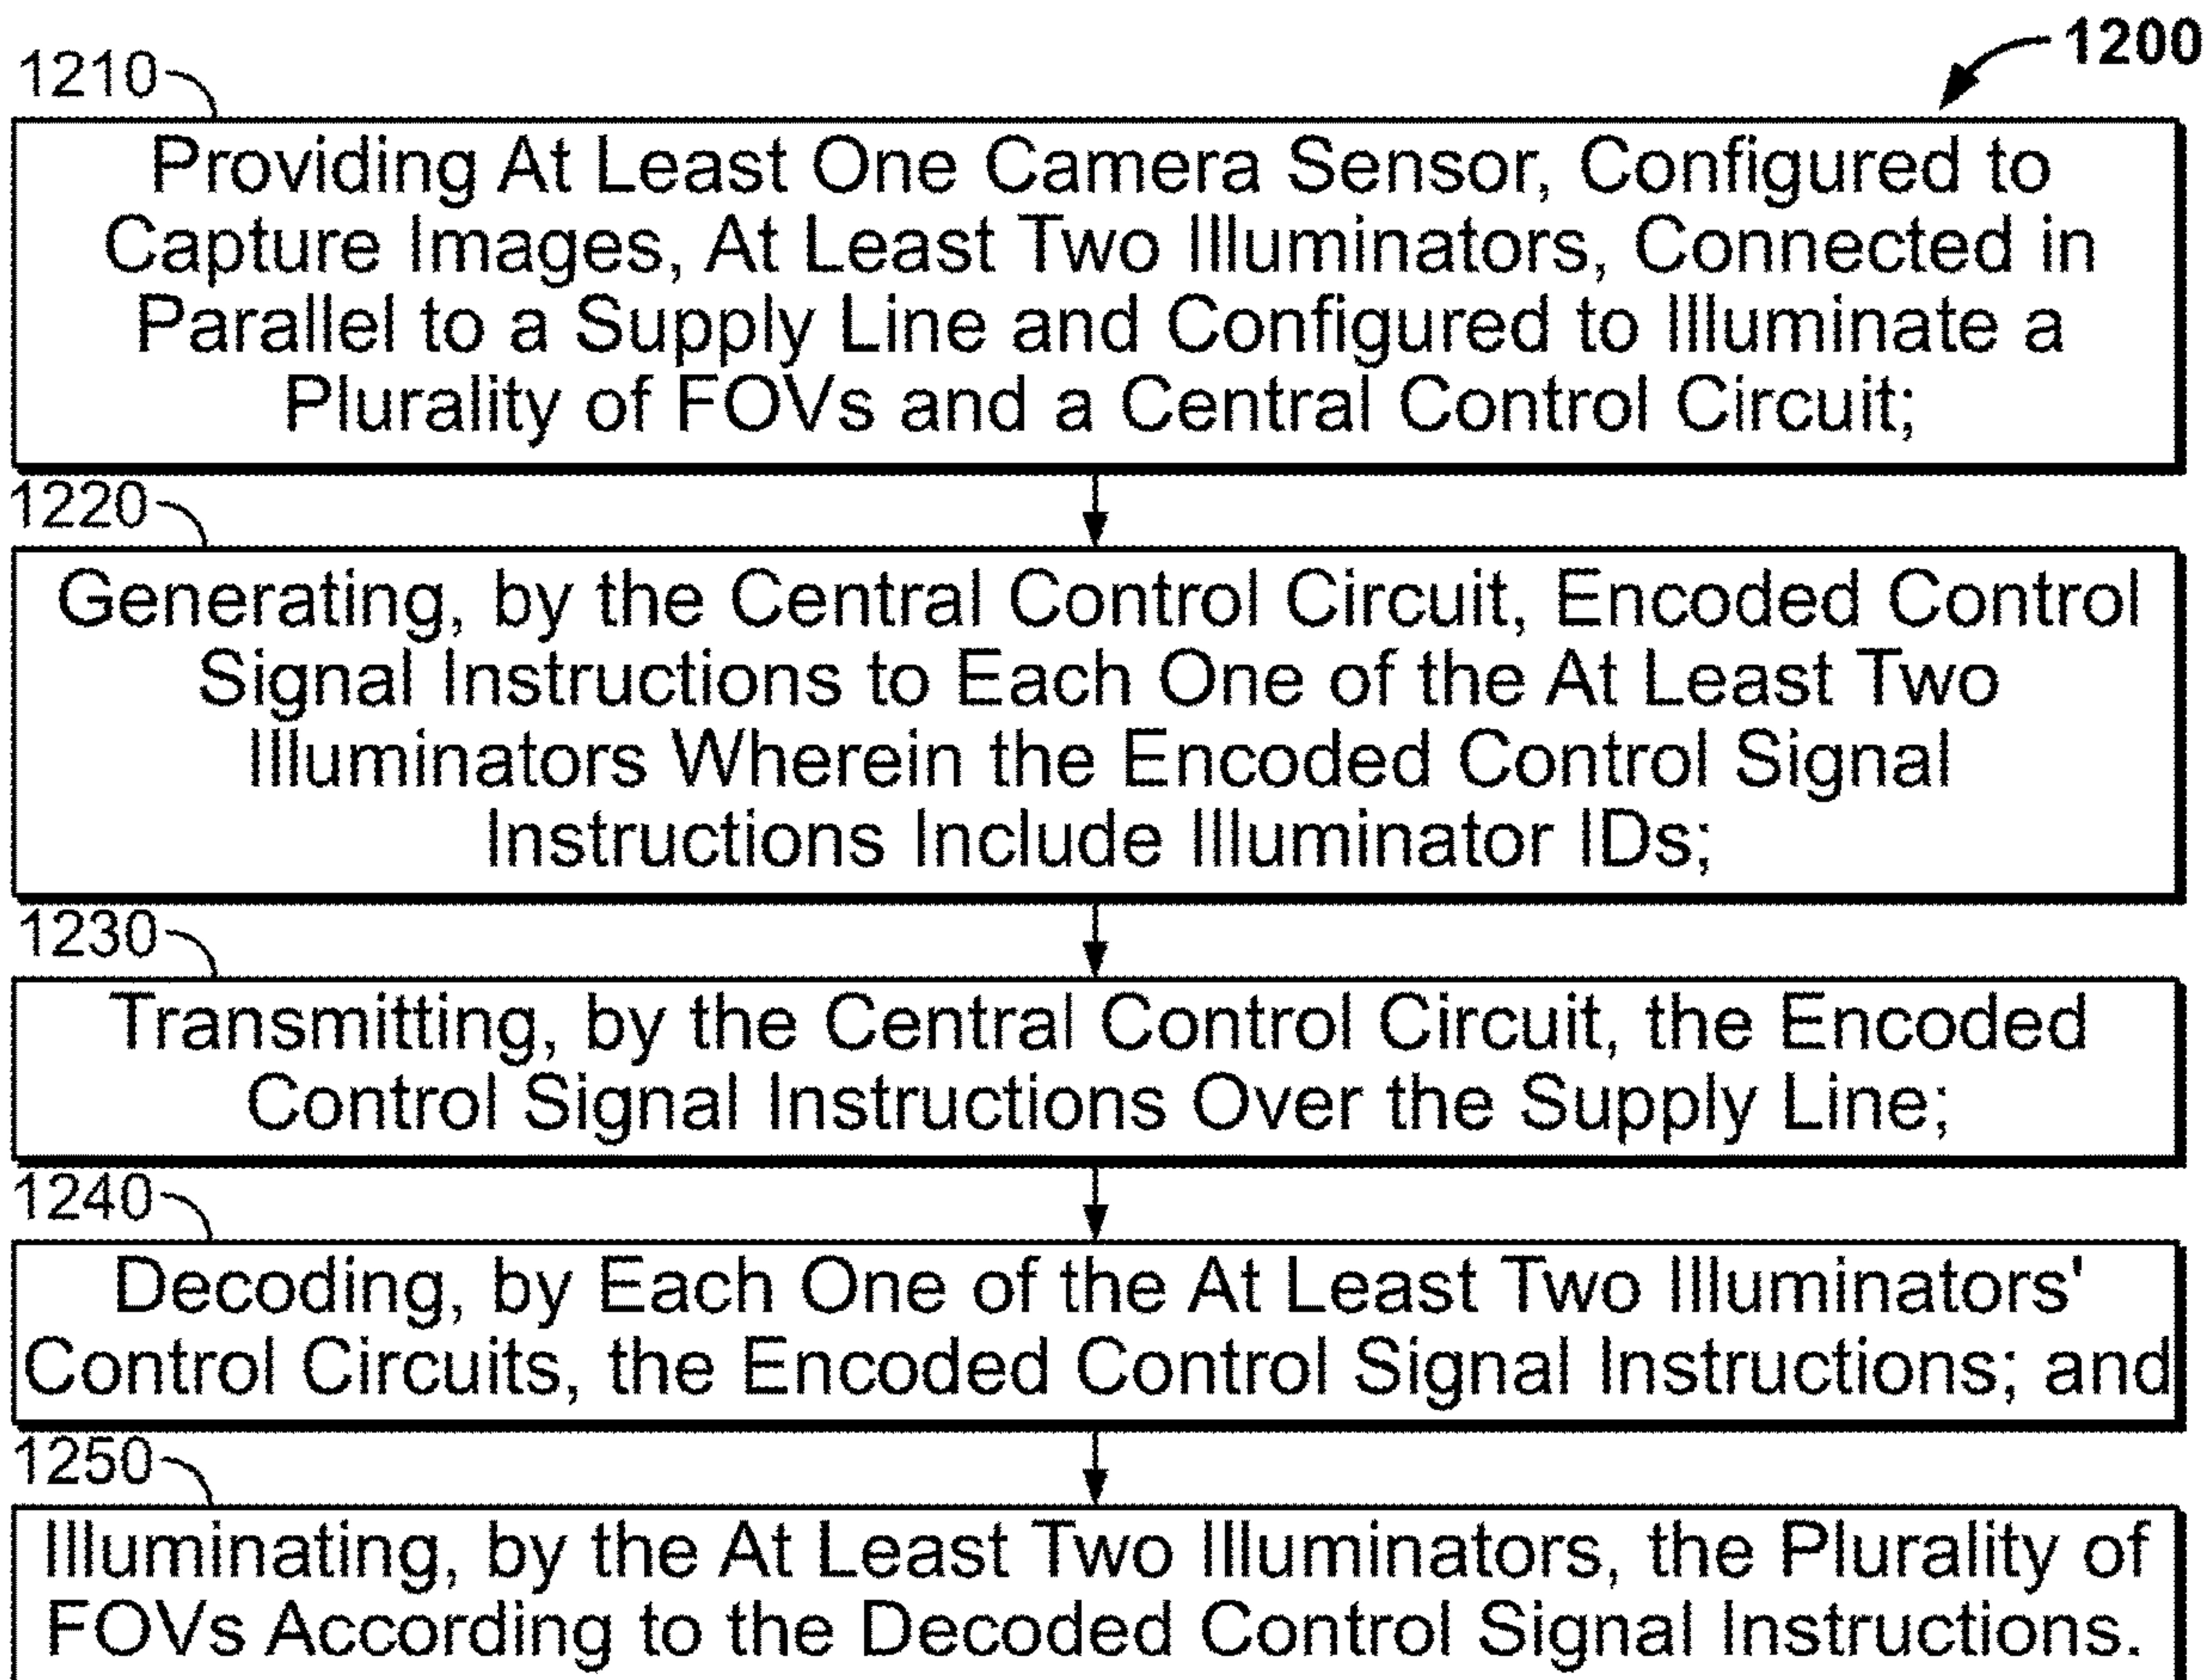 1200
1210
Providing At Least One Camera Sensor, Configured to
Capture Images, At Least Two Illuminators, Connected in
Parallel to a Supply Line and Configured to Illuminate a
Plurality of FOVs and a Central Control Circuit;
1220
Generating, by the Central Control Circuit, Encoded Control
Signal Instructions to Each One of the At Least Two
Illuminators Wherein the Encoded Control Signal
Instructions Include Illuminator IDs;
1230
Transmitting, by the Central Control Circuit, the Encoded
Control Signal Instructions Over the Supply Line;
1240
Decoding, by Each One of the At Least Two Illuminators'
Control Circuits, the Encoded Control Signal Instructions; and
1250
Illuminating, by the At Least Two Illuminators, the Plurality of
FOVs According to the Decoded Control Signal Instructions.